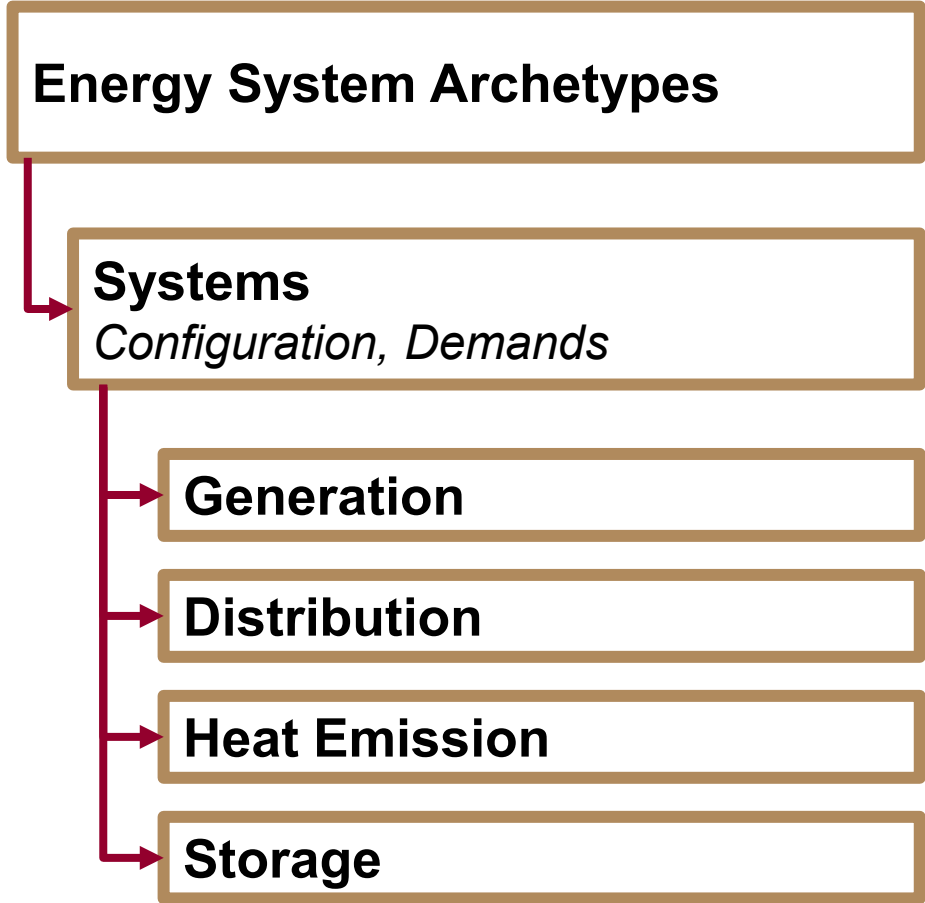 Energy System Archetypes
Systems
Configuration, Demands
Generation
Distribution
Heat Emission
Storage